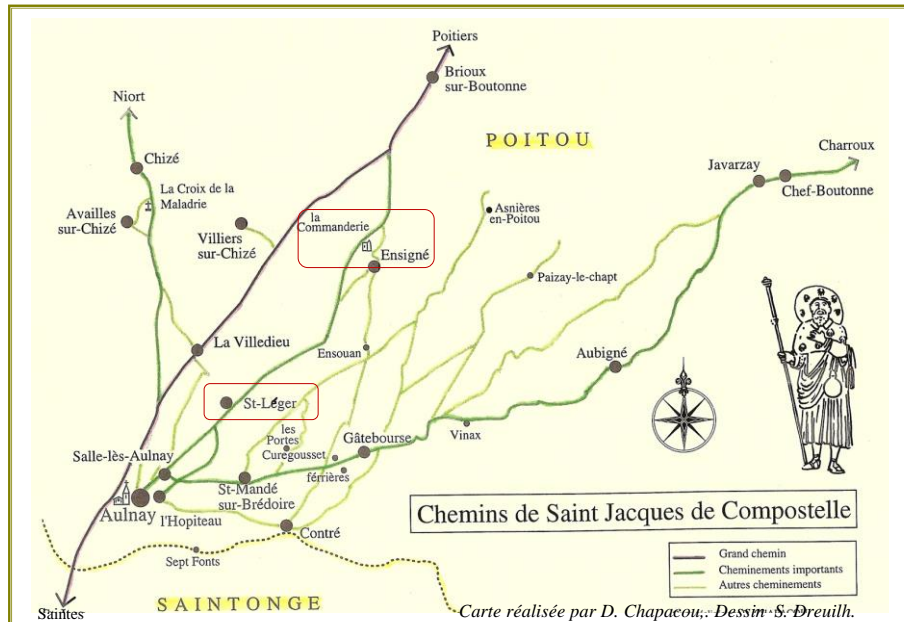 Poitiers
Brioux
sur-Boutonne
Niort
POITOU
Chizé
Charroux
Javarzay
Chef-Boutonne
La Croix de la
Maladrie
Availles
sur-Chizé
Villiers
sur-Chizé
la
Commanderie
Asnières
en-Poitou
Ensigné
Paizay-le-chapt
La Villedieu
Ensouan
Aubigné
St-Léger
les
Portes
Vinax
Gâtebourse
Curegousset
Salle-lès-Aulnay
férrières
St-Mandé
sur-Brédoire
Aulnay
l'Hopiteau
Contré
Sept Fonts
Chemins de Saint Jacques de Compostelle
Grand chemin
Cheminements importants
Autres cheminements
SAINTONGE
Saintes
Carte réalisée par D. Chapacou,. Dessin S. Dreuilh.